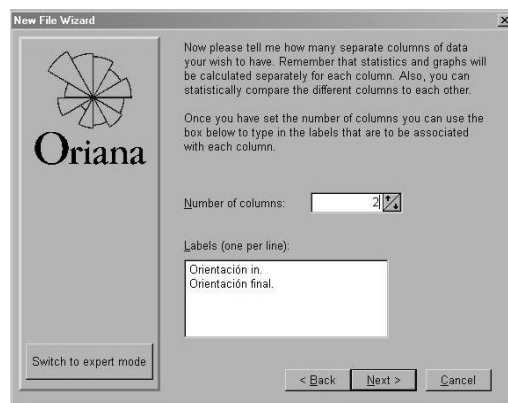 New File Wizard
Oriana
Now please tell me how many separate columns of data
your wish to have. Remember that statistics and graphs will
be calculated separately for each column. Also, you can
statistically compare the different columns to each other.
Once you have set the number of columns you can use the
box below to type in the labels that are to be associated
with each column.
Number of columns: 2
Labels (one per line):
Orientación in.
Orientación final.
Switch to expert mode
< Back Next > Cancel